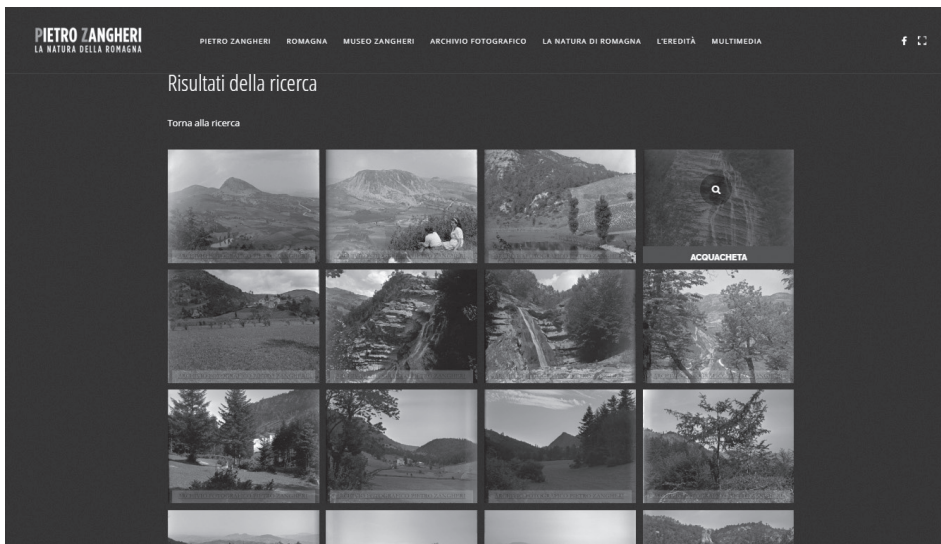 PIETRO ZANGHERI
LA NATURA DELLA ROMAGNA
PIETRO ZANGHERI ROMAGNA MUSEO ZANGHERI ARCHIVIO FOTOGRAFICO LA NATURA DI ROMAGNA L'EREDITÀ MULTIMEDIA
f
Risultati della ricerca
Torna alla ricerca
ACQUACHETA